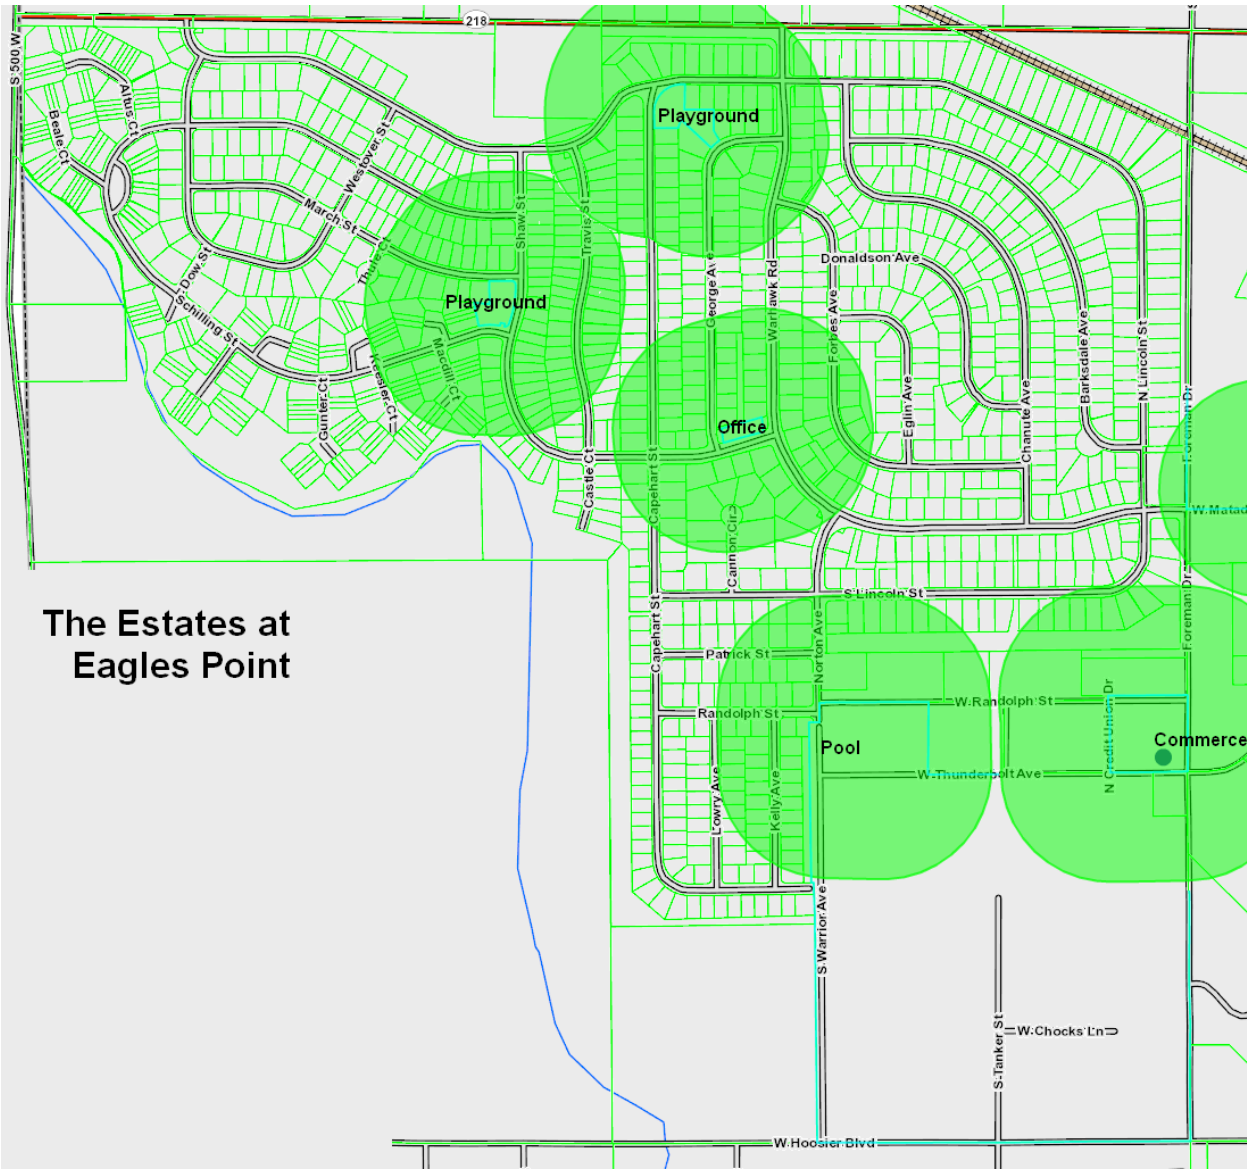 218
S 500 W
Altus Ct
Beale Ct
Westover St
Playground
March St
Shaw St
Travis St
Thule Ct
Dow St
Donaldson Ave
George Ave
Warhawk Rd
Forbes Ave
Playground
Schilling St
Macdill Ct
Keesler Ct
Gunter Ct
Barksdale Ave
N Lincoln St
Eglin Ave
Chanute Ave
Foreman Dr
Office
Capehart St
Castle Ct
Cannon Cir
W Matad
S Lincoln St
The Estates at
Eagles Point
Capehart St
Norton Ave
Foreman Dr
Patrick St
W Randolph St
Randolph St
N Credit Union Dr
Pool
Commerce
W Thunderbolt Ave
Lowry Ave
Kelly Ave
S Warrior Ave
S Tanker St
W Chocks Ln
W Hoosier Blvd